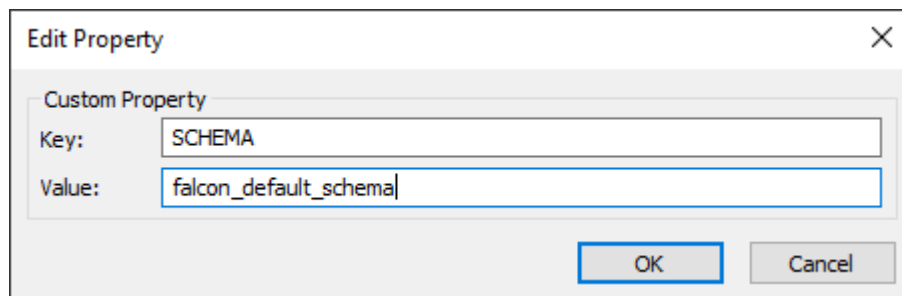 Edit Property
Custom Property
Key: SCHEMA
Value: falcon_default_schema
OK Cancel